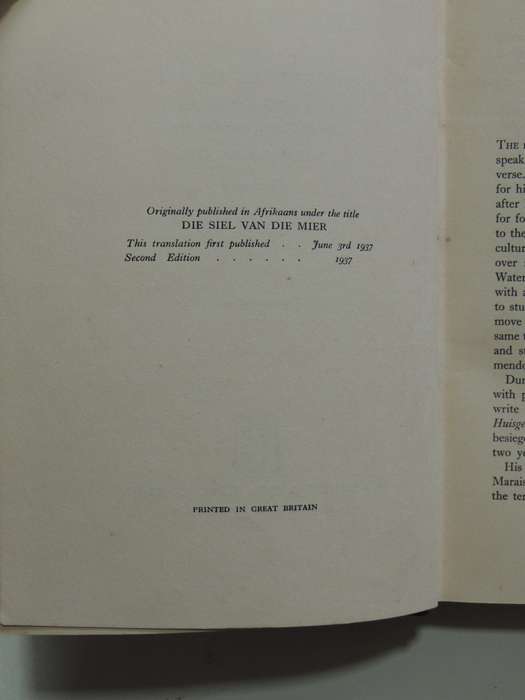 Originally published in Afrikaans under the title
DIE SIEL VAN DIE MIER
This translation first published . . June 3rd 1937
Second Edition . . . . . . 1937
PRINTED IN GREAT BRITAIN
THE
speak
verse.
for hi
after
for fo
to the
cultur
over
Water
with a
to stu
move
same
and s
mende
Dur
with p
write
Huisge
besiege
two ye
His
Marais
the ter